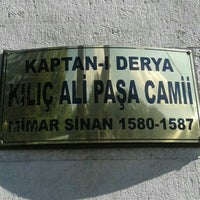 KAPTAN-I DERYA
KILIÇ ALİ PAŞA CAMİİ
MİMAR SİNAN 1580-1587